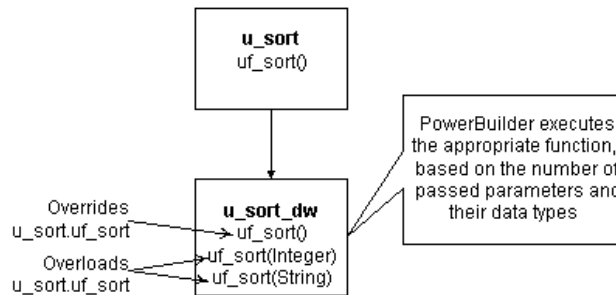 u_sort
uf_sort()
PowerBuilder executes
the appropriate function,
based on the number of
passed parameters and
their data types
Overrides
u_sort.uf_sort
Overloads
u_sort.uf_sort
u_sort_dw
uf_sort()
uf_sort(Integer)
uf_sort(String)